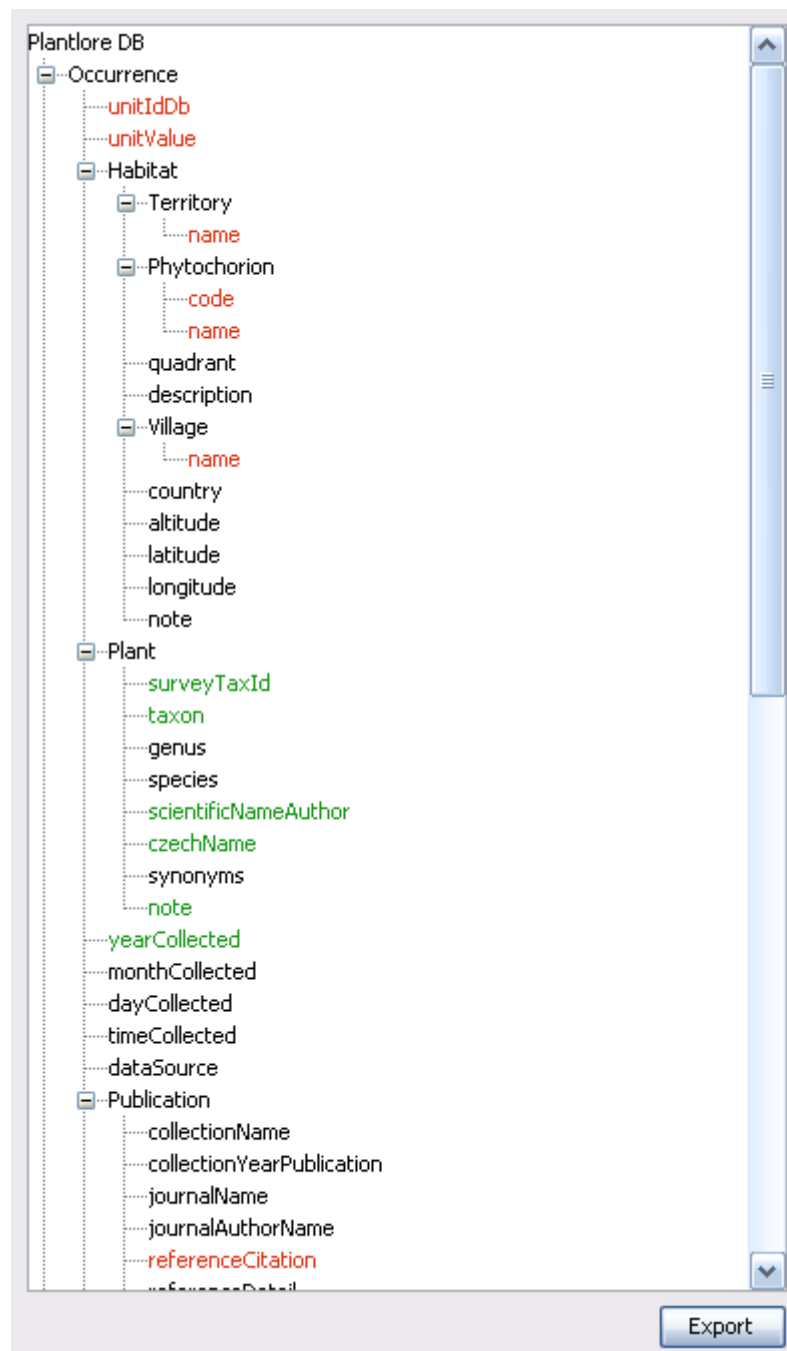 Plantlore DB
Occurrence
unitIdDb
unitValue
Habitat
Territory
name
Phytochorion
code
name
quadrant
description
Village
name
country
altitude
latitude
longitude
note
Plant
surveyTaxId
taxon
genus
species
scientificNameAuthor
czechName
synonyms
note
yearCollected
monthCollected
dayCollected
timeCollected
dataSource
Publication
collectionName
collectionYearPublication
journalName
journalAuthorName
referenceCitation
referenceDetail
Export